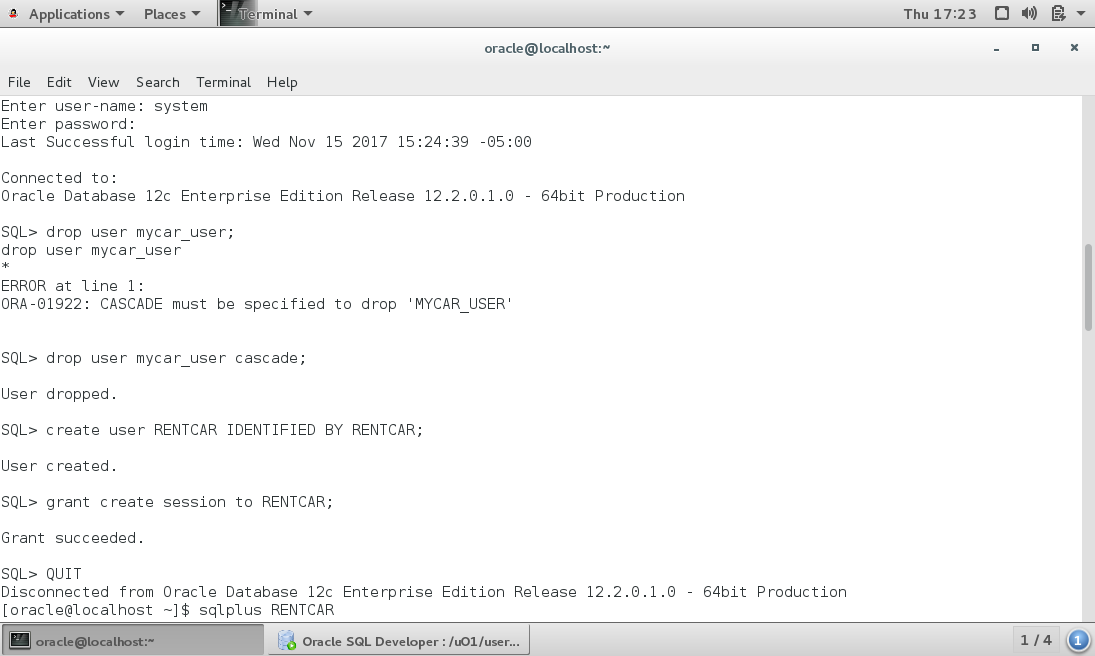 Applications Places Terminal Thu 17:23
oracle@localhost:~
File Edit View Search Terminal Help
Enter user-name: system
Enter password:
Last Successful login time: Wed Nov 15 2017 15:24:39 -05:00
Connected to:
Oracle Database 12c Enterprise Edition Release 12.2.0.1.0 - 64bit Production
SQL> drop user mycar_user;
drop user mycar_user
*
ERROR at line 1:
ORA-01922: CASCADE must be specified to drop 'MYCAR_USER'
SQL> drop user mycar_user cascade;
User dropped.
SQL> create user RENTCAR IDENTIFIED BY RENTCAR;
User created.
SQL> grant create session to RENTCAR;
Grant succeeded.
SQL> QUIT
Disconnected from Oracle Database 12c Enterprise Edition Release 12.2.0.1.0 - 64bit Production
[oracle@localhost ~]$ sqlplus RENTCAR
oracle@localhost:~ Oracle SQL Developer : /u01/user... 1 / 4 1